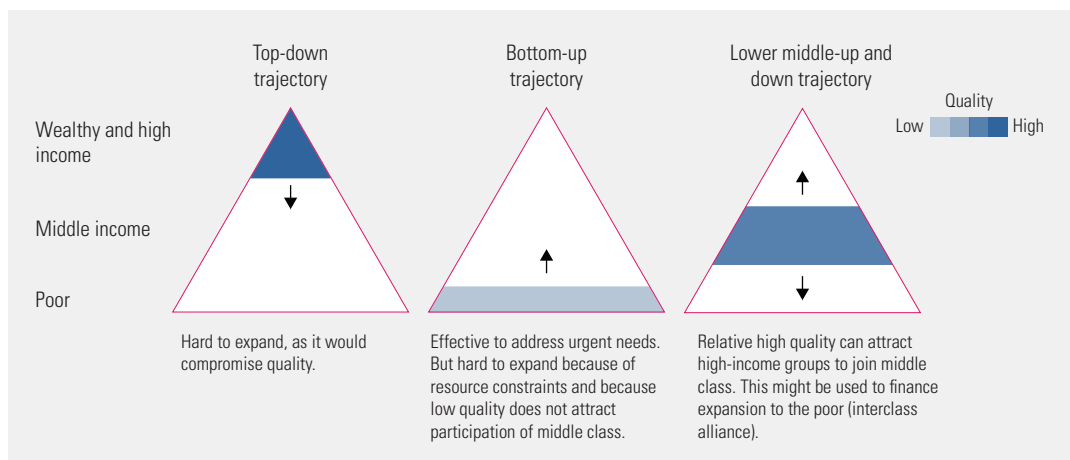 Top-down
trajectory
Bottom-up
trajectory
Lower middle-up and
down trajectory
Quality
Low
High
Wealthy and high
income
Middle income
Poor
Hard to expand, as it would
compromise quality.
Effective to address urgent needs.
But hard to expand because of
resource constraints and because
low quality does not attract
participation of middle class.
Relative high quality can attract
high-income groups to join middle
class. This might be used to finance
expansion to the poor (interclass
alliance).